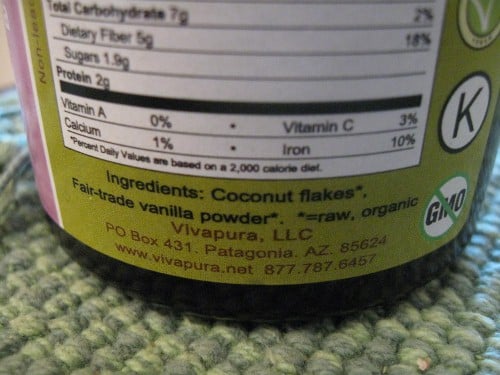 Total Carbohydrate 7g 2%
Dietary Fiber 5g 18%
Sugars 1.9g
Protein 2g
Vitamin A 0% • Vitamin C 3%
Calcium 1% • Iron 10%
*Percent Daily Values are based on a 2,000 calorie diet.
Ingredients: Coconut flakes*.
Fair-trade vanilla powder*. *=raw, organic
Vivapura, LLC
PO Box 431. Patagonia. AZ. 85624
www.vivapura.net 877.787.6457
K
GMO